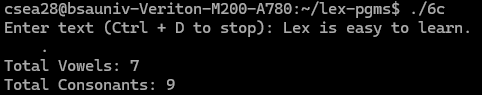 csea28@bsauniv-Veriton-M200-A780:~/lex-pgms$ ./6c
Enter text (Ctrl + D to stop): Lex is easy to learn.
.
Total Vowels: 7
Total Consonants: 9